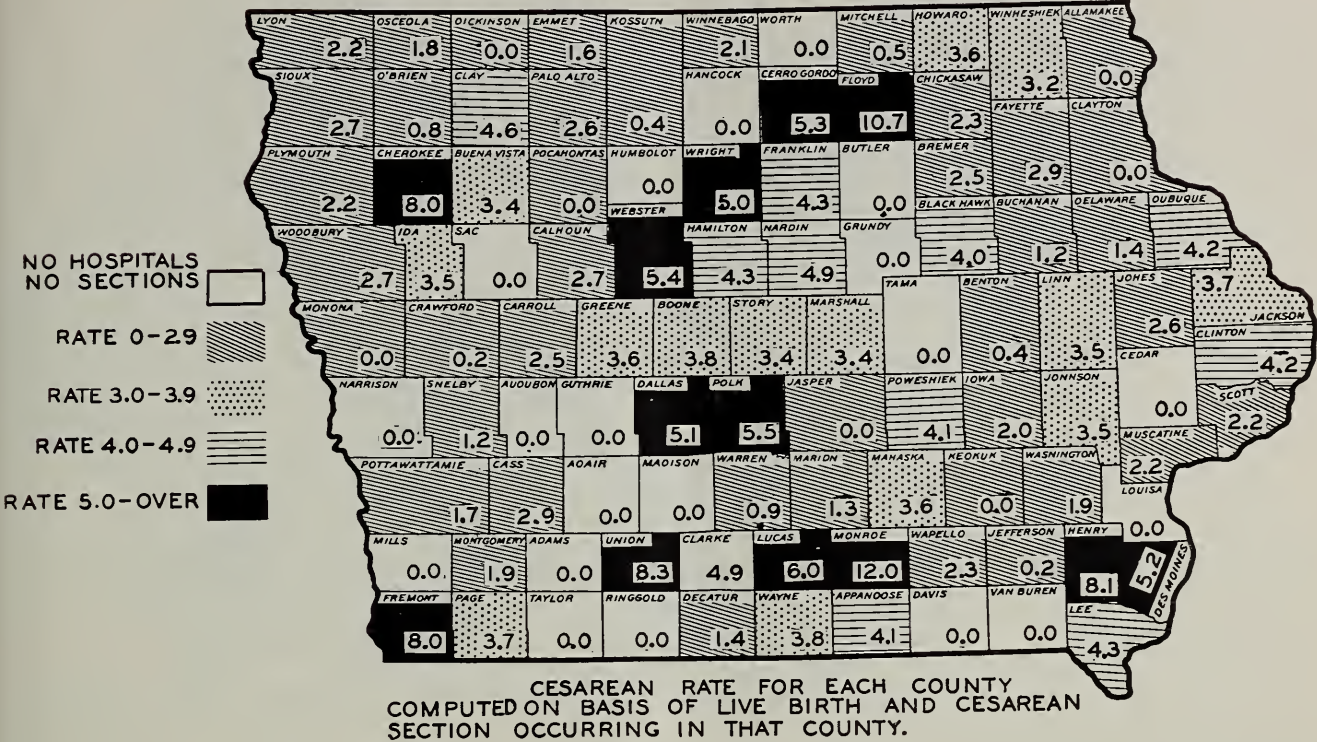 LYON OSCEOLA DICKINSON EMMET KOSSUTH WINNEBAGO WORTH MITCHELL HOWARD WINHESHIEK ALLAMAKEE
2.2 1.8 0.0 1.6 2.1 0.0 0.5 3.6 3.2 0.0
SIOUX O'BRIEN CLAY PALO ALTO HANCOCK CERRO GORDO FLOYD CHICKASAW FAYETTE CLAYTON
2.7 0.8 4.6 2.6 0.4 0.0 5.3 10.7 2.3
PLYMOUTH CHEROKEE BUENA VISTA POCAHONTAS HUMBOLOT WRIGHT FRANKLIN BUTLER BREMER
2.2 8.0 3.4 0.0 0.0 5.0 4.3 0.0 2.5 2.9 0.0
WOODBURY IDA SAC CALHOUN WEBSTER HAMILTON HARDIN GRUNDY BLACK HAWK BUCHANAN DELAWARE DUBUQUE
2.7 3.5 0.0 2.7 5.4 4.3 4.9 0.0 4.0 1.2 1.4 4.2
MONONA CRAWFORD CARROLL GREENE BOONE STORY MARSHALL TAMA BENTON LINN JONES JACKSON
0.0 0.2 2.5 3.6 3.8 3.4 3.4 0.0 0.4 3.5 2.6 3.7
CLINTON
4.2
HARRISON SHELBY AUOUBON GUTHRIE DALLAS POLK JASPER POWESHIEK IOWA JOHNSON CEDAR SCOTT
0.0 1.2 0.0 0.0 5.1 5.5 0.0 4.1 2.0 3.5 0.0 2.2
MUSCATINE
2.2
POTTAWATTAMIE CASS AOAIR MAOISON WARREN MARION MAHASKA KEOKUK WASHINGTON LOUISA
1.7 2.9 0.0 0.0 0.9 1.3 3.6 0.0 1.9 0.0
MILLS MONTGOMERY ADAMS UNION CLARKE LUCAS MONROE WAPELLO JEFFERSON HENRY DES MOINES
0.0 1.9 0.0 8.3 4.9 6.0 12.0 2.3 0.2 8.1 5.2
FREMONT PAGE TAYLOR RINGGOLD DECATUR WAYNE APPANOOSE DAVIS VAN BUREN LEE
8.0 3.7 0.0 0.0 1.4 3.8 4.1 0.0 0.0 4.3
NO HOSPITALS
NO SECTIONS
RATE 0-2.9
RATE 3.0-3.9
RATE 4.0-4.9
RATE 5.0-OVER
CESAREAN RATE FOR EACH COUNTY
COMPUTED ON BASIS OF LIVE BIRTH AND CESAREAN
SECTION OCCURRING IN THAT COUNTY.